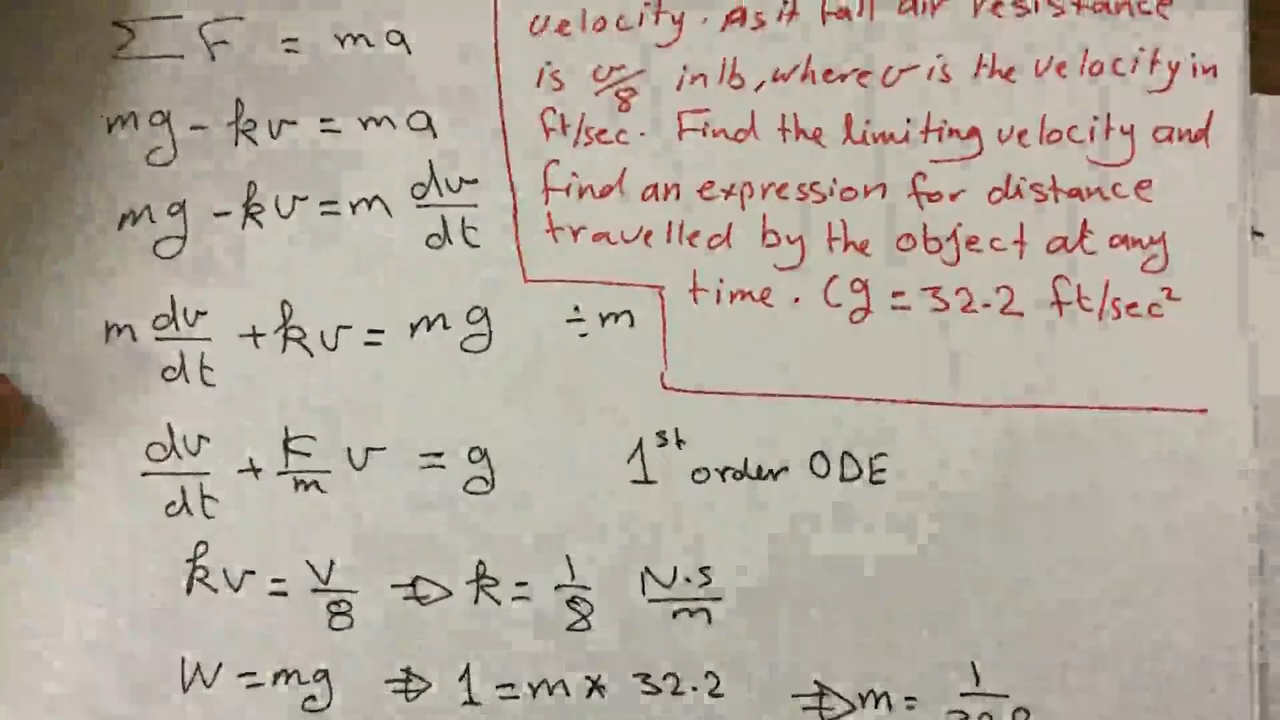 ΣF = ma
mg - kv = ma
mg - kv = m dv/dt
m dv/dt + kv = mg ÷m
dv/dt + k/m v = g 1st order ODE
kv = v/8 ⇒ k = 1/8 N.s/m
W = mg ⇒ 1 = m × 32.2 ⇒ m = 1/
velocity. As it fall air resistance
is v/8 in lb, where v is the velocity in
ft/sec. Find the limiting velocity and
find an expression for distance
travelled by the object at any
time. (g = 32.2 ft/sec²